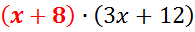 (x + 8) · (3x + 12)